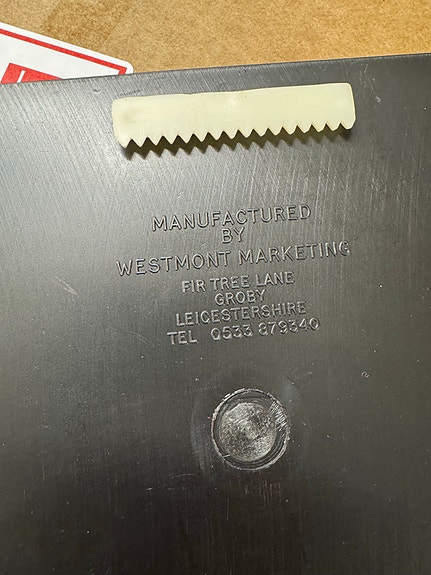 MANUFACTURED
BY
WESTMONT MARKETING
FIR TREE LANE
GROBY
LEICESTERSHIRE
TEL 0533 879340